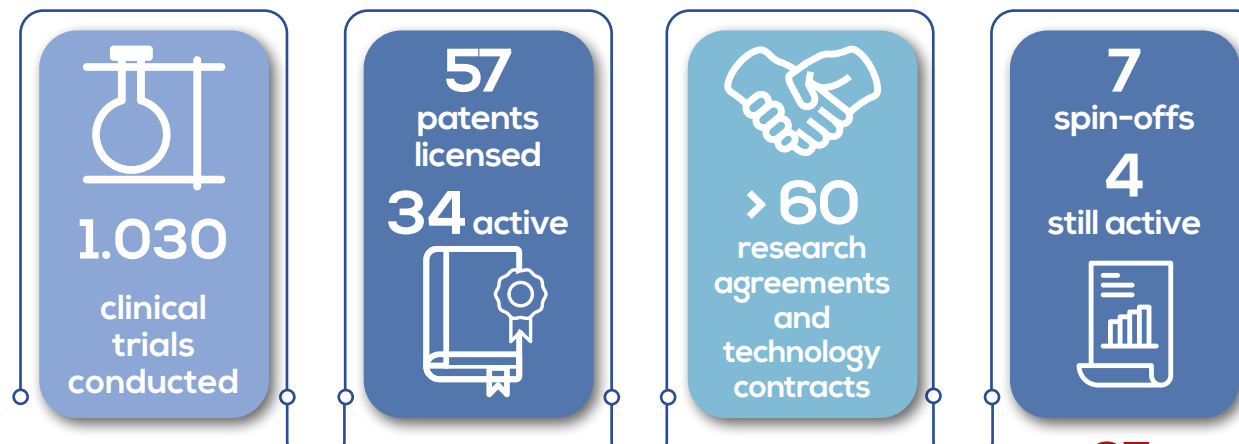 1.030
clinical
trials
conducted
57
patents
licensed
34 active
> 60
research
agreements
and
technology
contracts
7
spin-offs
4
still active